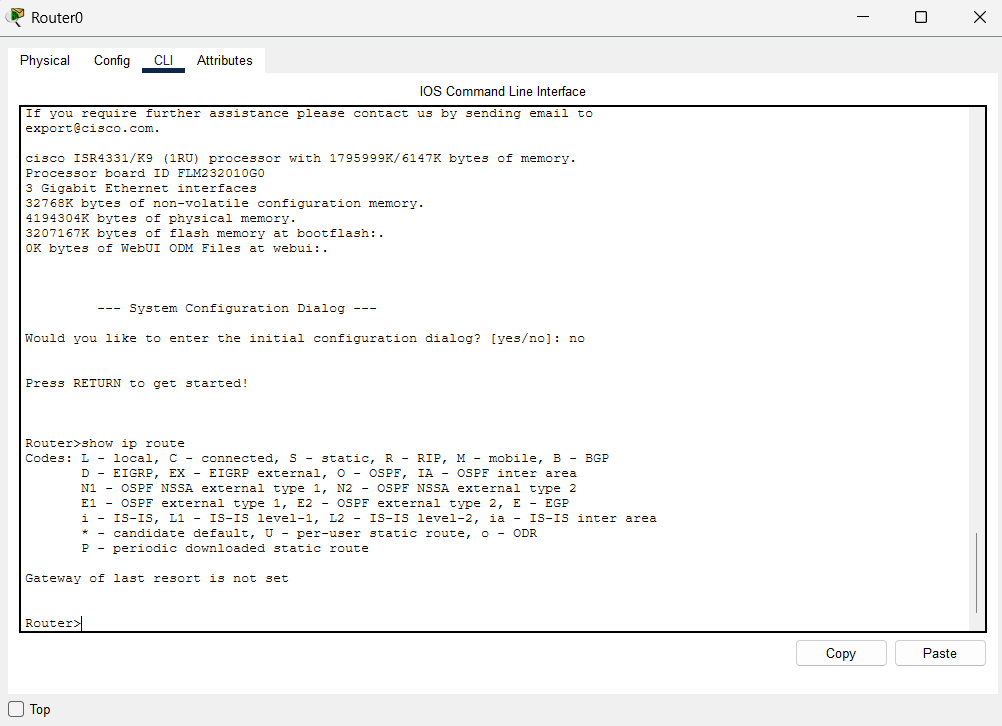 Router0
Physical Config CLI Attributes
IOS Command Line Interface
If you require further assistance please contact us by sending email to
export@cisco.com.
cisco ISR4331/K9 (1RU) processor with 1795999K/6147K bytes of memory.
Processor board ID FLM232010G0
3 Gigabit Ethernet interfaces
32768K bytes of non-volatile configuration memory.
4194304K bytes of physical memory.
3207167K bytes of flash memory at bootflash:.
0K bytes of WebUI ODM Files at webui:.
--- System Configuration Dialog ---
Would you like to enter the initial configuration dialog? [yes/no]: no
Press RETURN to get started!
Router>show ip route
Codes: L - local, C - connected, S - static, R - RIP, M - mobile, B - BGP
D - EIGRP, EX - EIGRP external, O - OSPF, IA - OSPF inter area
N1 - OSPF NSSA external type 1, N2 - OSPF NSSA external type 2
E1 - OSPF external type 1, E2 - OSPF external type 2, E - EGP
i - IS-IS, L1 - IS-IS level-1, L2 - IS-IS level-2, ia - IS-IS inter area
* - candidate default, U - per-user static route, o - ODR
P - periodic downloaded static route
Gateway of last resort is not set
Router>
Copy Paste
Top